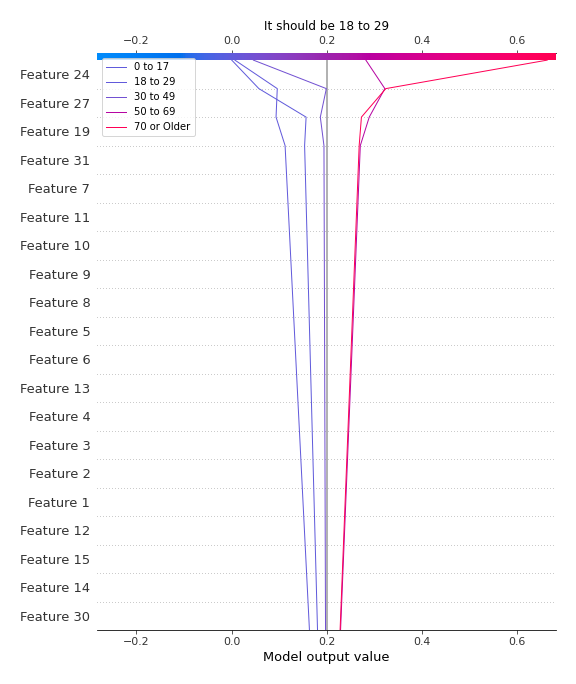 It should be 18 to 29
−0.2 0.0 0.2 0.4 0.6
0 to 17
18 to 29
30 to 49
50 to 69
70 or Older
Feature 24
Feature 27
Feature 19
Feature 31
Feature 7
Feature 11
Feature 10
Feature 9
Feature 8
Feature 5
Feature 6
Feature 13
Feature 4
Feature 3
Feature 2
Feature 1
Feature 12
Feature 15
Feature 14
Feature 30
−0.2 0.0 0.2 0.4 0.6
Model output value